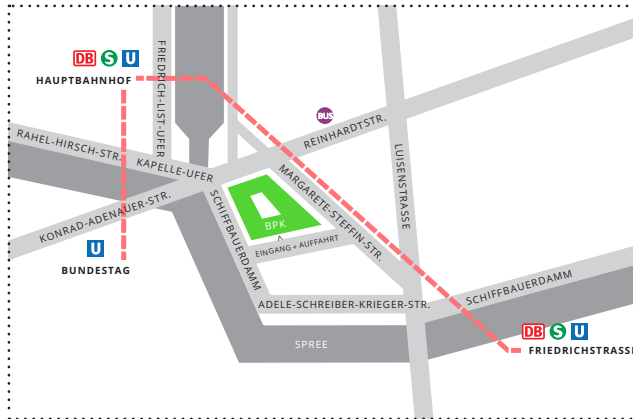 DB S U
HAUPTBAHNHOF
FRIEDRICH-LIST-UFER
BUS
REINHARDTSTR.
RAHEL-HIRSCH-STR.
KAPELLE-UFER
LUISENSTRASSE
MARGARETE-STEFFIN-STR.
KONRAD-ADENAUER-STR.
SCHIFFBAUERDAMM
BPK
EINGANG + AUFFAHRT
U
BUNDESTAG
ADELE-SCHREIBER-KRIEGER-STR.
SCHIFFBAUERDAMM
SPREE
DB S U
FRIEDRICHSTRASSE